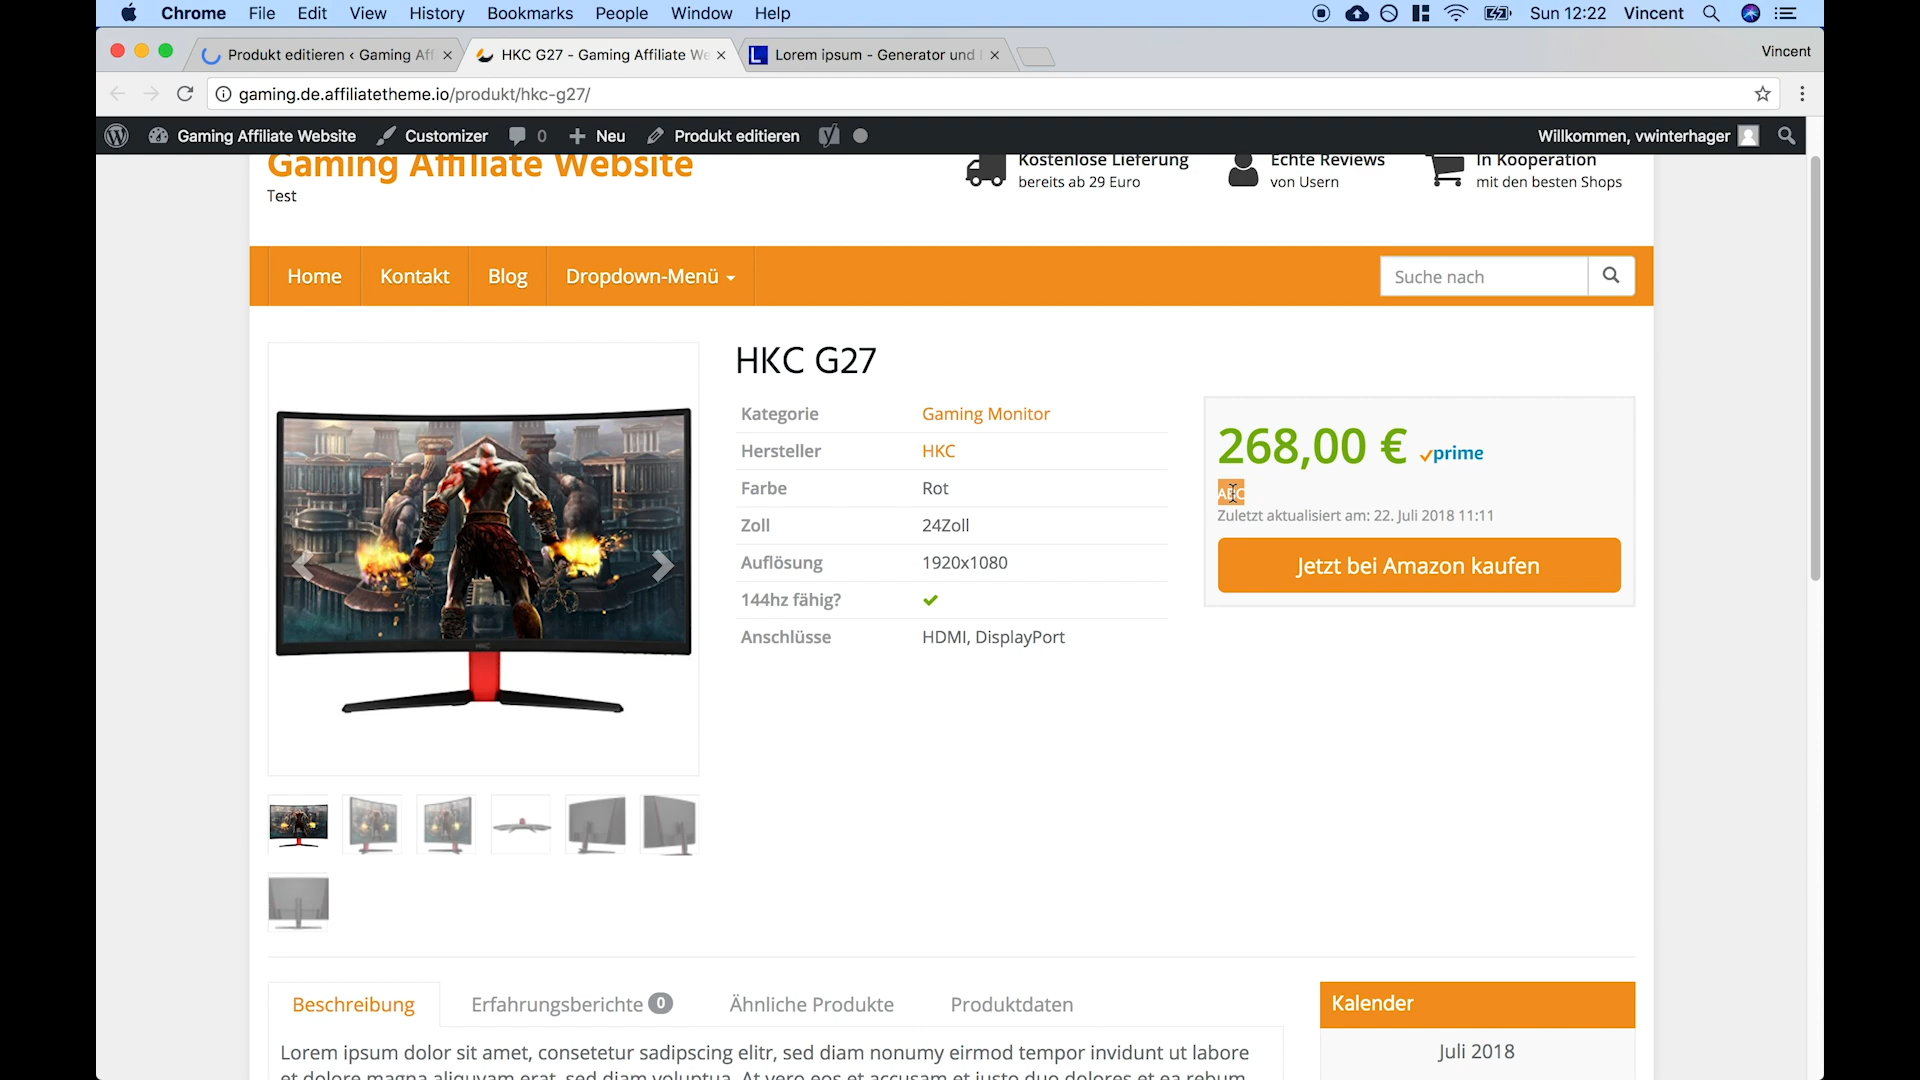 Chrome File Edit View History Bookmarks People Window Help Sun 12:22 Vincent
Produkt editieren ‹ Gaming Aff HKC G27 - Gaming Affiliate We Lorem ipsum - Generator und Vincent
gaming.de.affiliatetheme.io/produkt/hkc-g27/
Gaming Affiliate Website Customizer 0 Neu Produkt editieren Willkommen, vwinterhager
Gaming Affiliate Website
Test
Kostenlose Lieferung
bereits ab 29 Euro
Echte Reviews
von Usern
In Kooperation
mit den besten Shops
Home Kontakt Blog Dropdown-Menü Suche nach
HKC G27
Kategorie Gaming Monitor
Hersteller HKC
Farbe Rot
Zoll 24Zoll
Auflösung 1920x1080
144hz fähig?
Anschlüsse HDMI, DisplayPort
268,00 € prime
ABC
Zuletzt aktualisiert am: 22. Juli 2018 11:11
Jetzt bei Amazon kaufen
HKC
Beschreibung Erfahrungsberichte 0 Ähnliche Produkte Produktdaten
Lorem ipsum dolor sit amet, consetetur sadipscing elitr, sed diam nonumy eirmod tempor invidunt ut labore
et dolore magna aliquyam erat, sed diam voluptua. At vero eos et accusam et justo duo dolores et ea rebum.
Kalender
Juli 2018